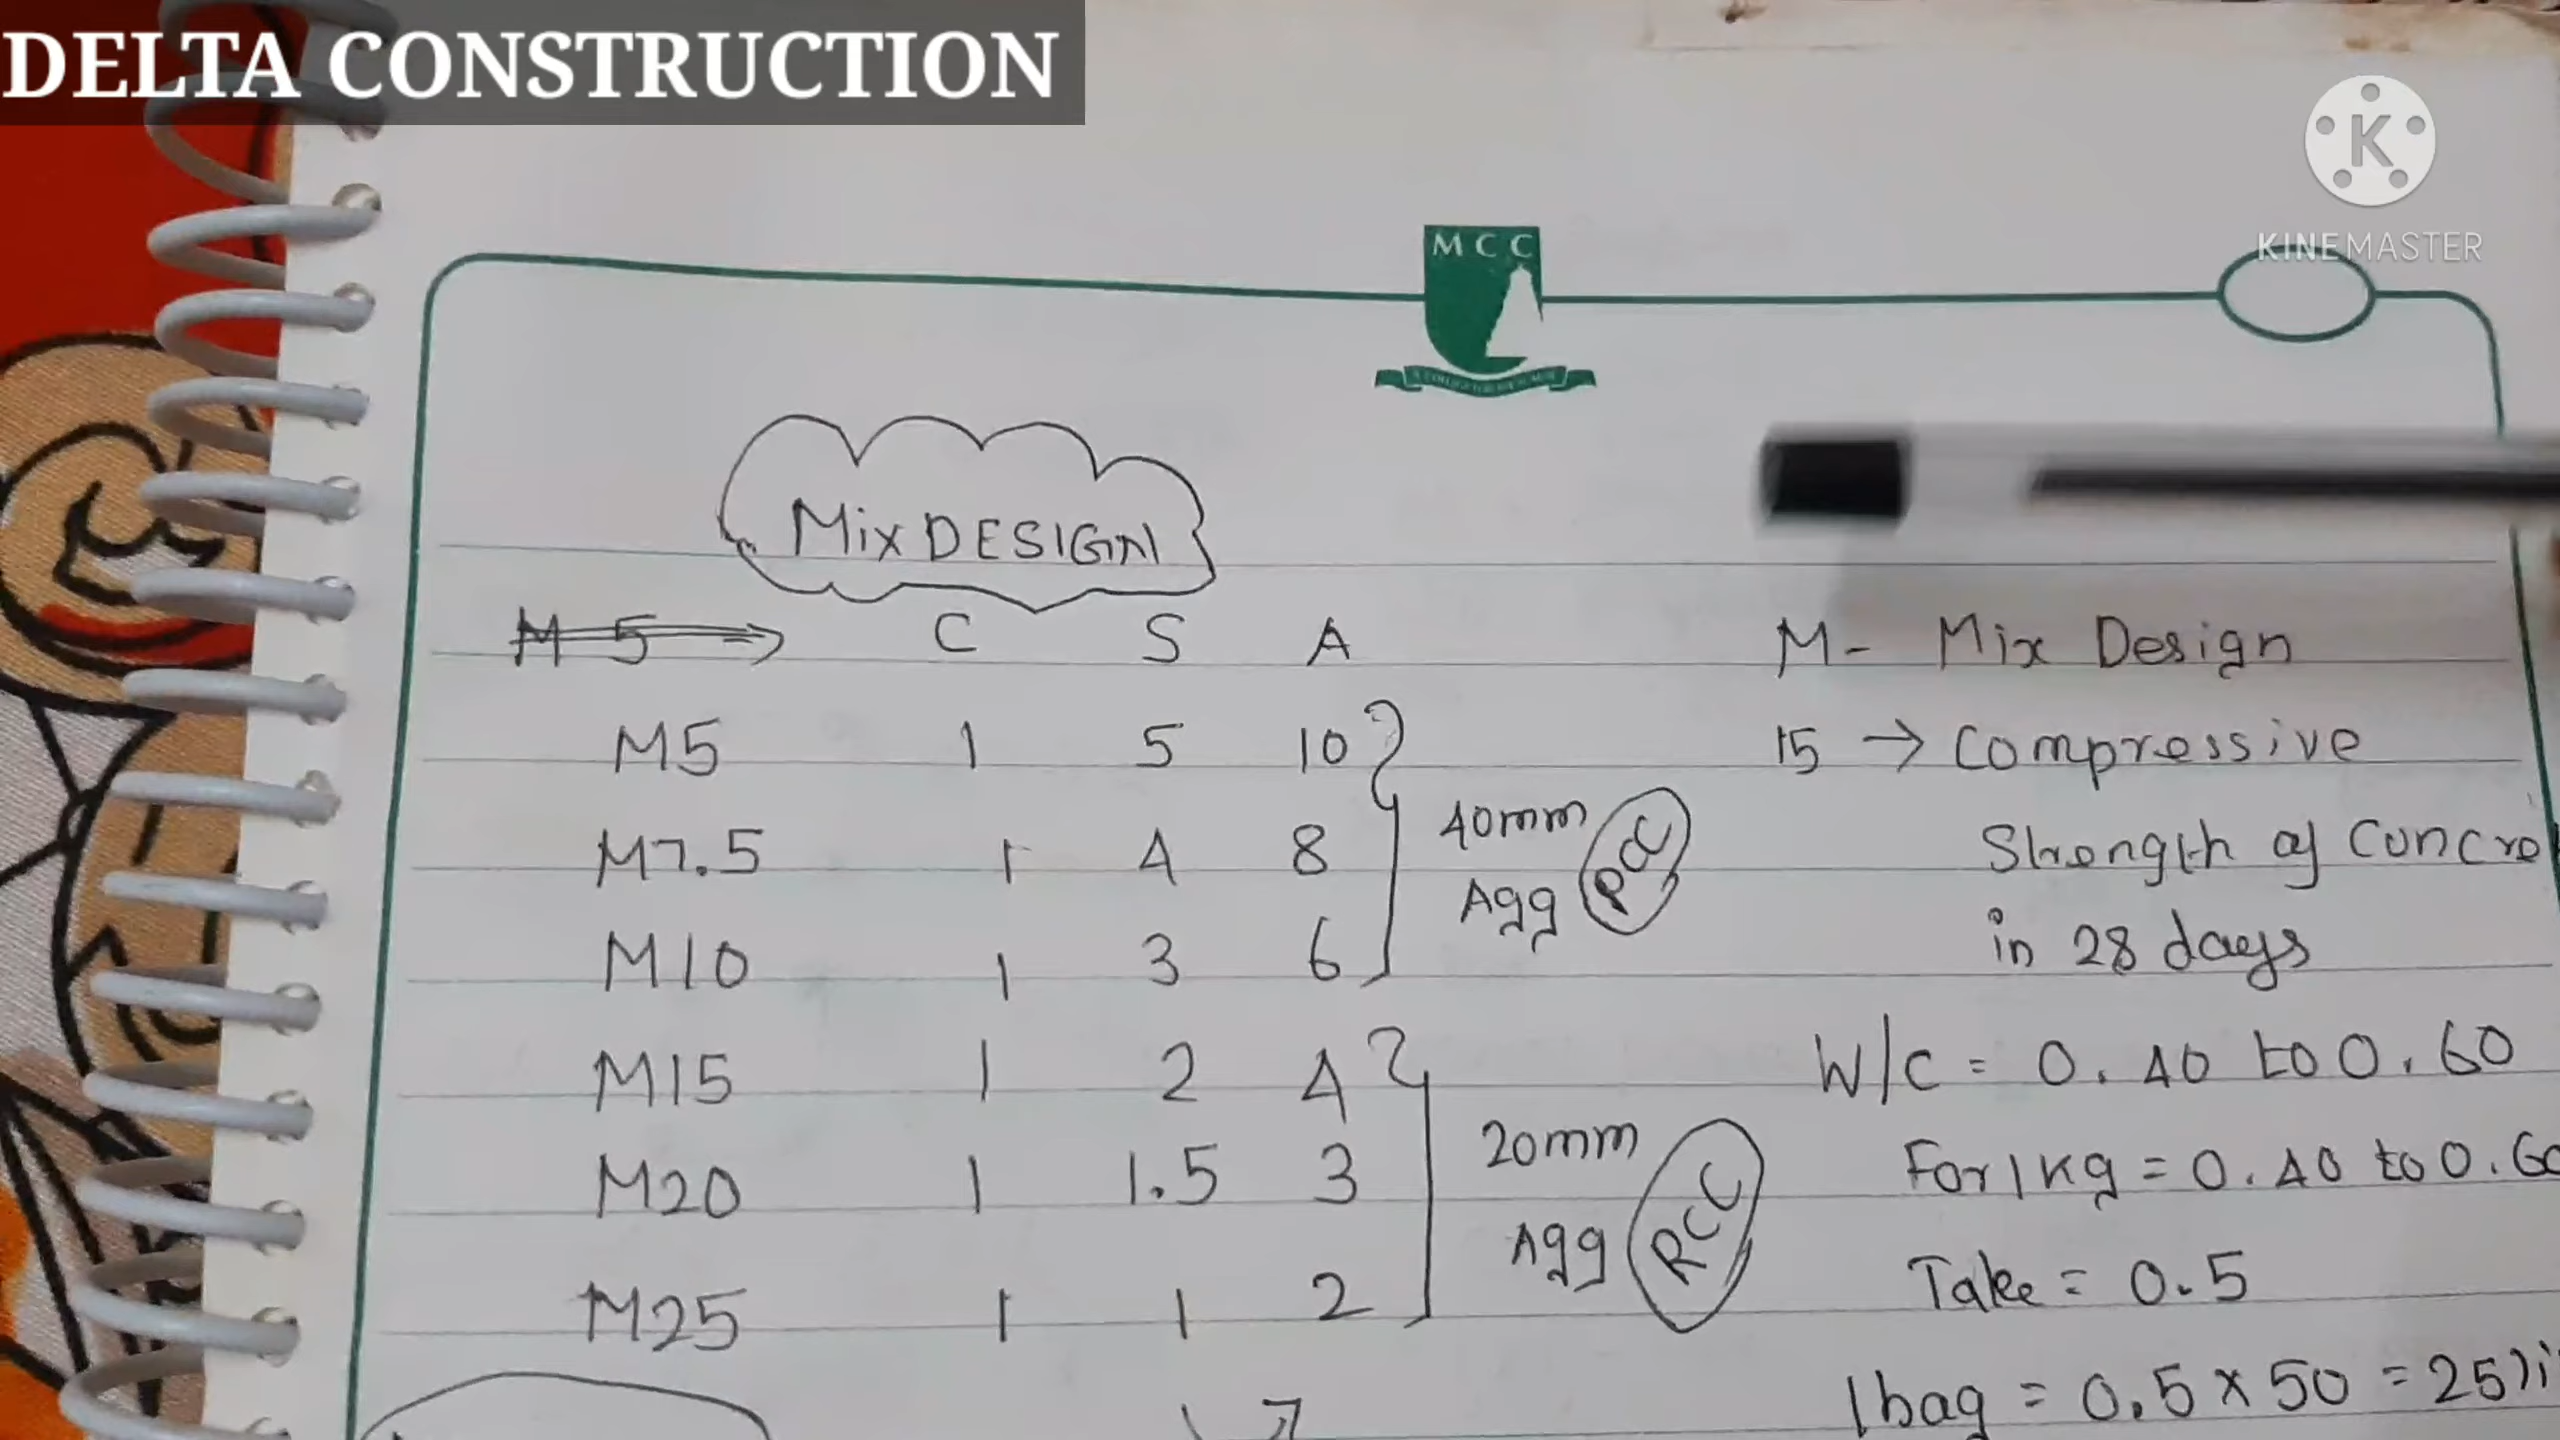 DELTA CONSTRUCTION
K
KINEMASTER
MCC
Mix DESIGN
M 5 C S A
M5 1 5 10
M7.5 1 4 8
M10 1 3 6
40mm
Agg PCC
M15 1 2 4
M20 1 1.5 3
M25 1 1 2
20mm
Agg RCC
M - Mix Design
15 → Compressive
Strength of Concre
in 28 days
W/C = 0.40 to 0.60
For 1 Kg = 0.40 to 0.60
Take = 0.5
1bag = 0.5 x 50 = 25li